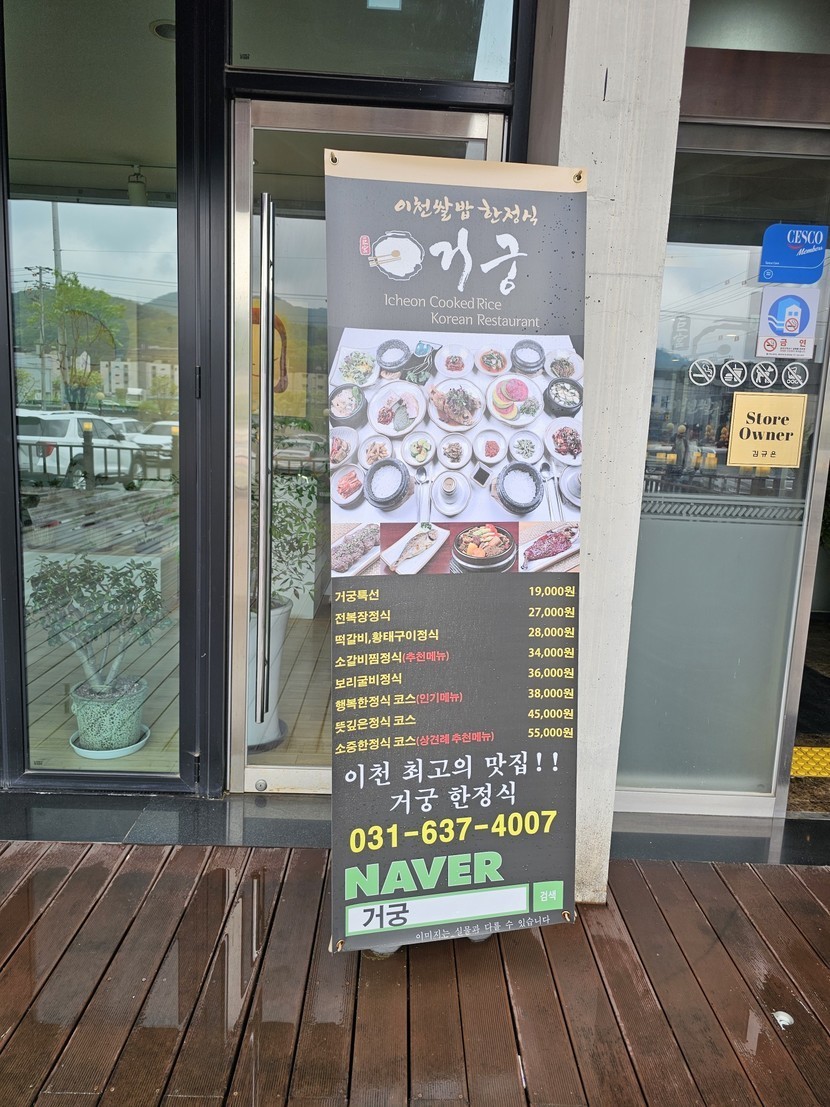 이천쌀밥 한정식
거궁
Icheon Cooked Rice
Korean Restaurant
거궁특선 19,000원
전복장정식 27,000원
떡갈비,황태구이정식 28,000원
소갈비찜정식(추천메뉴) 34,000원
보리굴비정식 36,000원
행복한정식 코스(인기메뉴) 38,000원
뜻깊은정식 코스 45,000원
소중한정식 코스(상견례 추천메뉴) 55,000원
이천 최고의 맛집!!
거궁 한정식
031-637-4007
NAVER
거궁 검색
이미지는 실물과 다를 수 있습니다
CESCO
Members
금연
Store
Owner
김규은